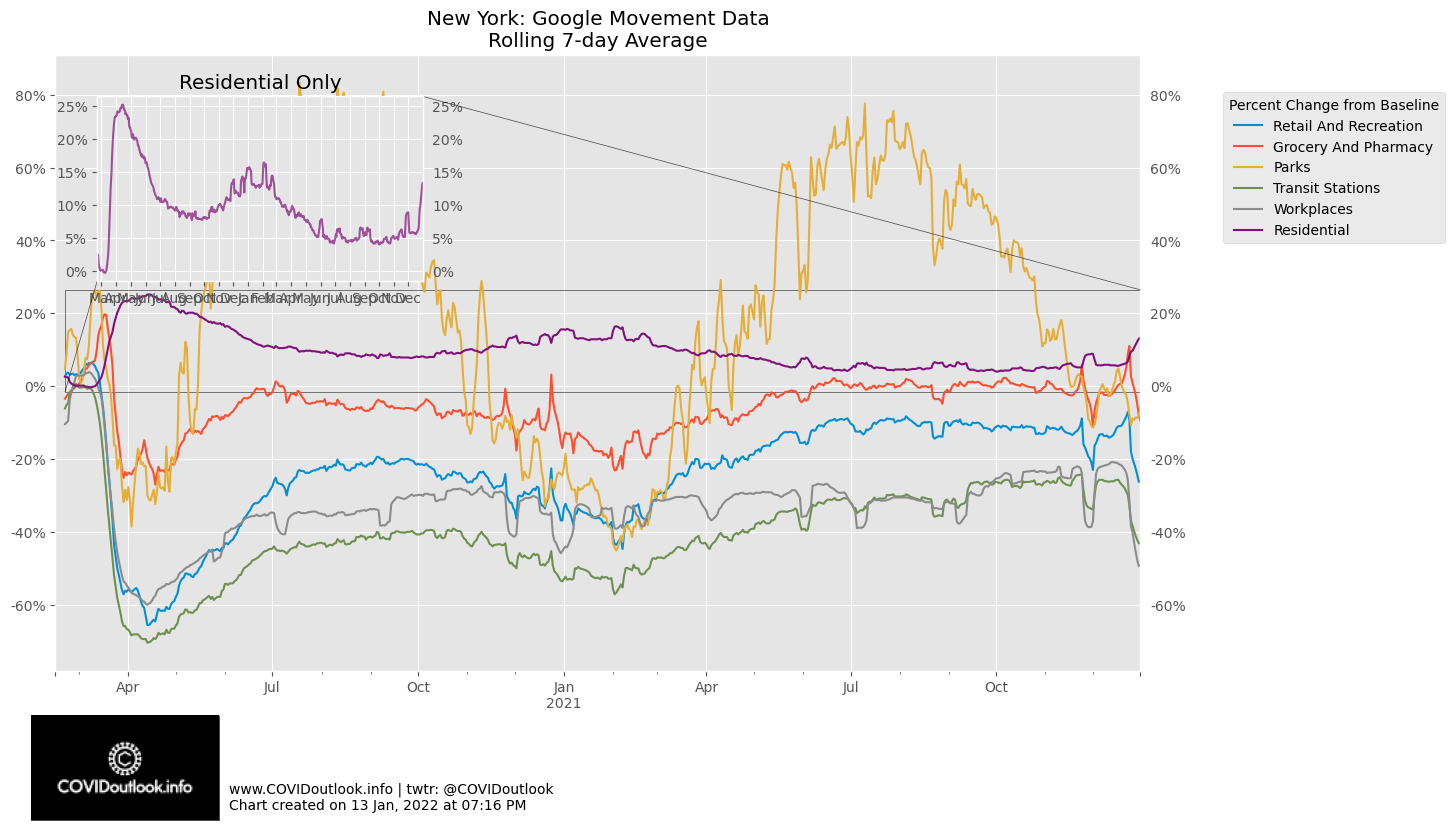 New York: Google Movement Data
Rolling 7-day Average
Residential Only
80%
60%
40%
20%
0%
-20%
-40%
-60%
25%
20%
15%
10%
5%
0%
25%
20%
15%
10%
5%
0%
80%
60%
40%
20%
0%
-20%
-40%
-60%
Apr Jul Oct Jan Apr Jul Oct
2021
Percent Change from Baseline
Retail And Recreation
Grocery And Pharmacy
Parks
Transit Stations
Workplaces
Residential
COVIDoutlook.info
www.COVIDoutlook.info | twtr: @COVIDoutlook
Chart created on 13 Jan, 2022 at 07:16 PM